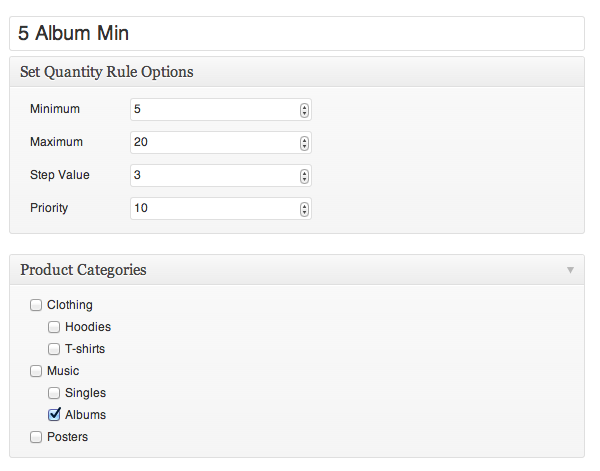 5 Album Min
Set Quantity Rule Options
Minimum 5
Maximum 20
Step Value 3
Priority 10
Product Categories
Clothing
Hoodies
T-shirts
Music
Singles
Albums
Posters